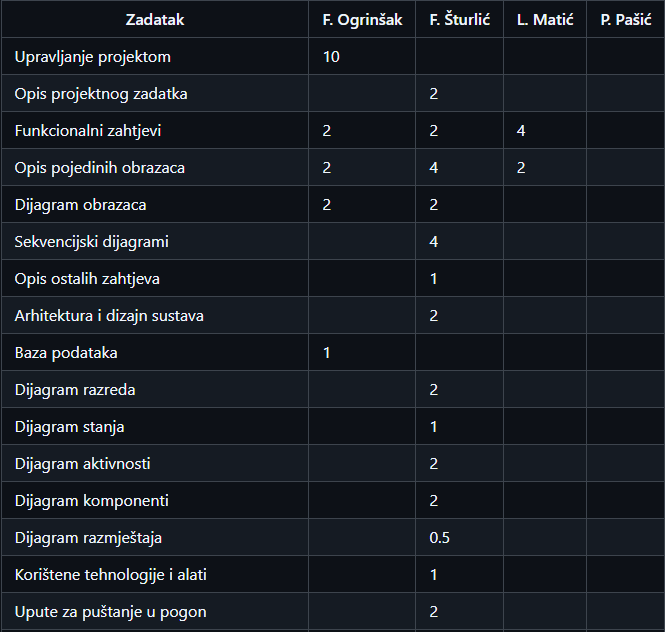 Zadatak F. Ogrinšak F. Šturlić L. Matić P. Pašić
Upravljanje projektom 10
Opis projektnog zadatka 2
Funkcionalni zahtjevi 2 2 4
Opis pojedinih obrazaca 2 4 2
Dijagram obrazaca 2 2
Sekvencijski dijagrami 4
Opis ostalih zahtjeva 1
Arhitektura i dizajn sustava 2
Baza podataka 1
Dijagram razreda 2
Dijagram stanja 1
Dijagram aktivnosti 2
Dijagram komponenti 2
Dijagram razmještaja 0.5
Korištene tehnologije i alati 1
Upute za puštanje u pogon 2